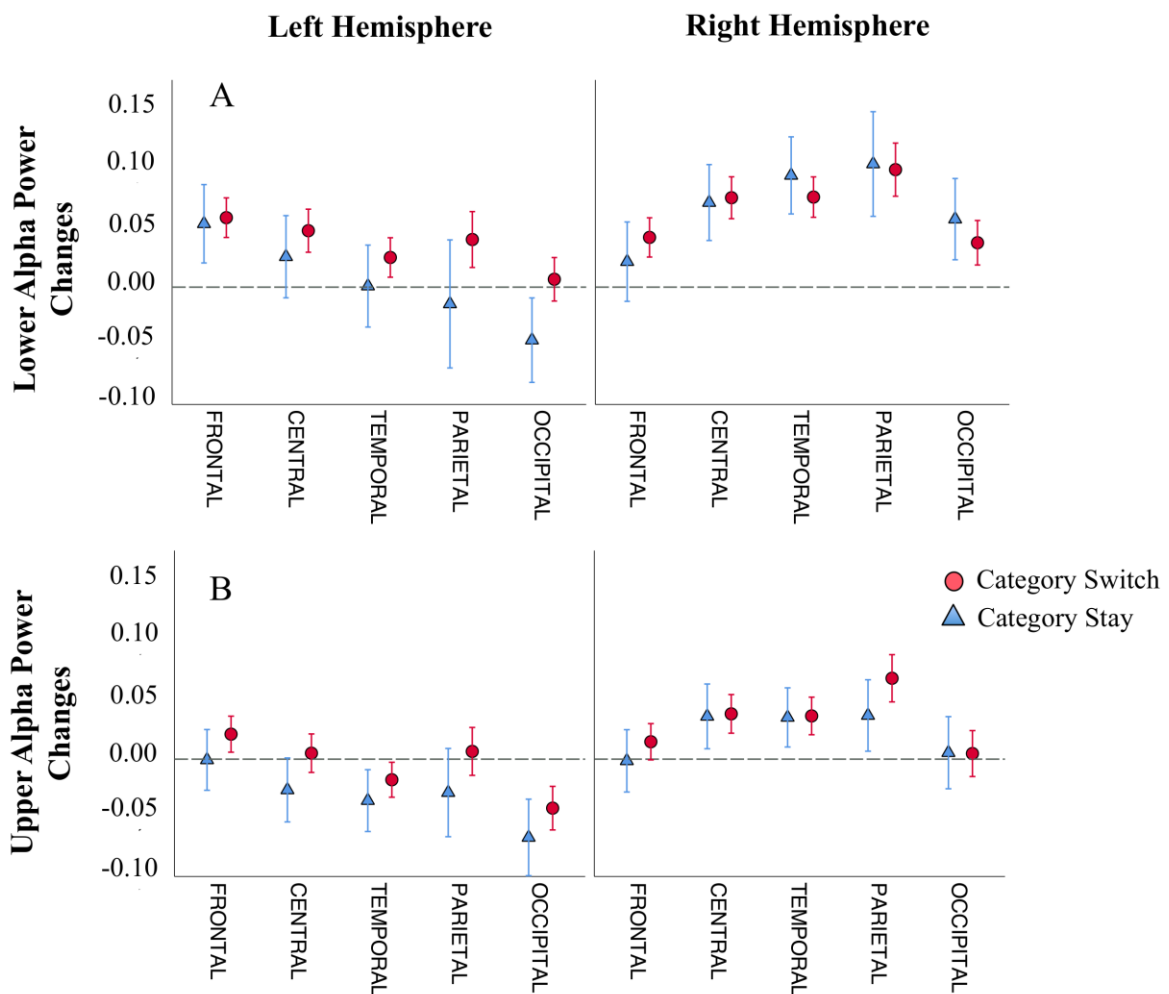 Left Hemisphere
Right Hemisphere
A
Lower Alpha Power
Changes
0.15
0.10
0.05
0.00
-0.05
-0.10
FRONTAL
CENTRAL
TEMPORAL
PARIETAL
OCCIPITAL
FRONTAL
CENTRAL
TEMPORAL
PARIETAL
OCCIPITAL
B
Upper Alpha Power
Changes
0.15
0.10
0.05
0.00
-0.05
-0.10
Category Switch
Category Stay
FRONTAL
CENTRAL
TEMPORAL
PARIETAL
OCCIPITAL
FRONTAL
CENTRAL
TEMPORAL
PARIETAL
OCCIPITAL